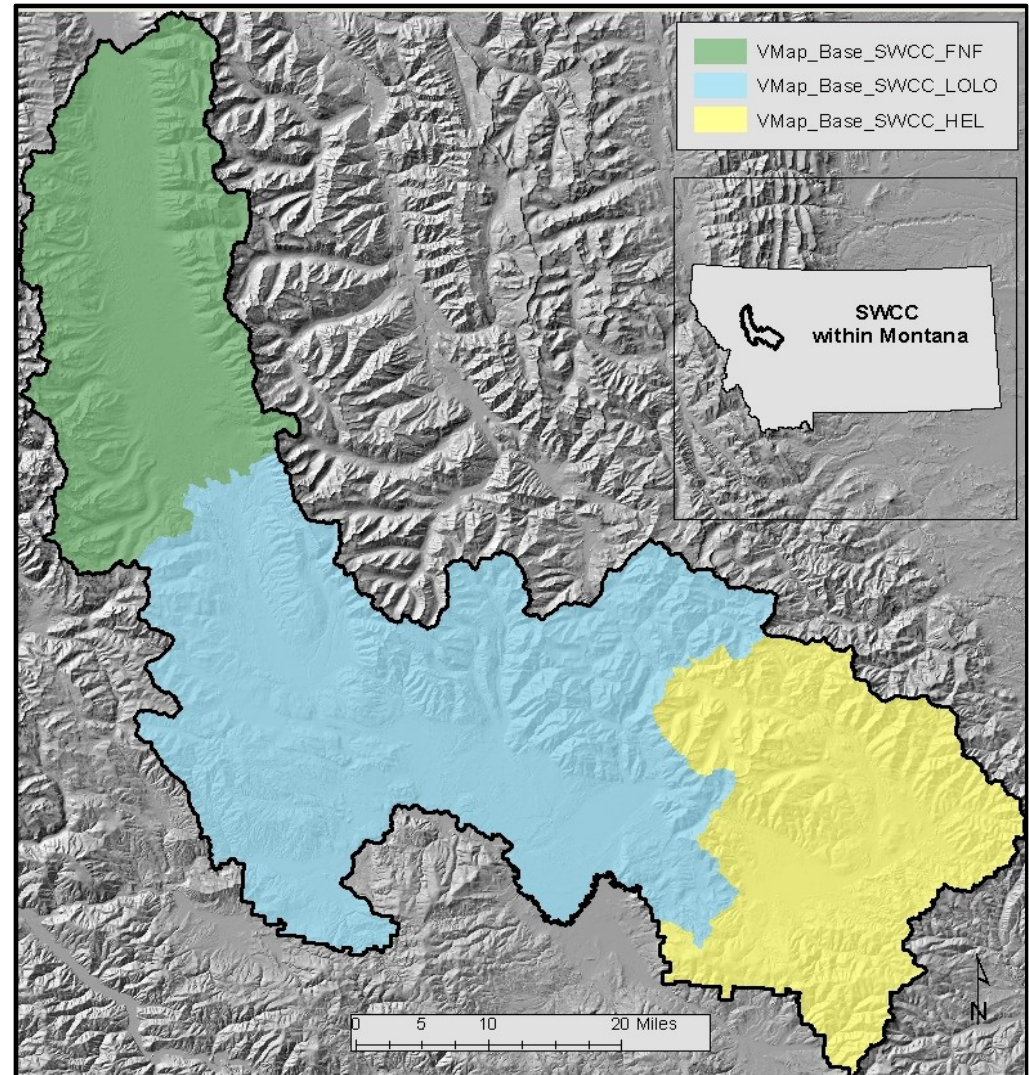 VMap_Base_SWCC_FNF
VMap_Base_SWCC_LOLO
VMap_Base_SWCC_HEL
SWCC
within Montana
0 5 10 20 Miles
N